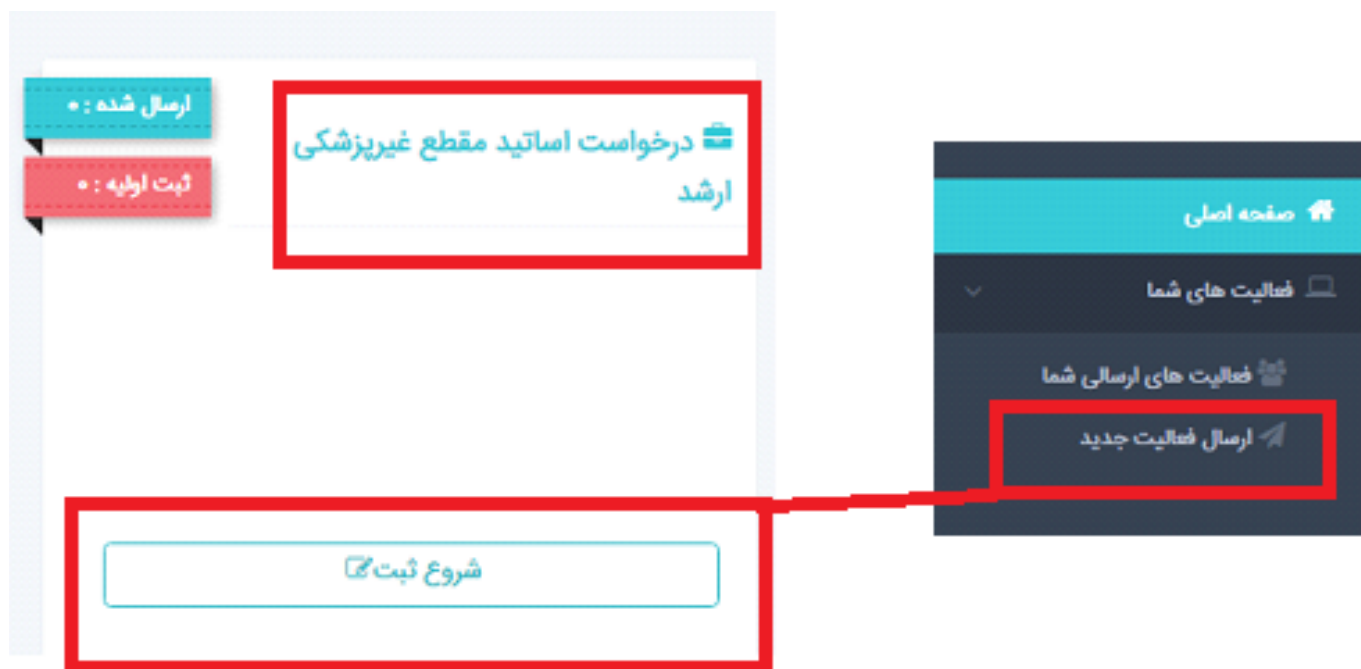 صفحه اصلی
فعالیت های شما
فعالیت های ارسالی شما
ارسال فعالیت جدید
درخواست اساتید مقطع غیرپزشکی
ارشد
ارسال شده : ۰
ثبت اولیه : ۰
شروع ثبت